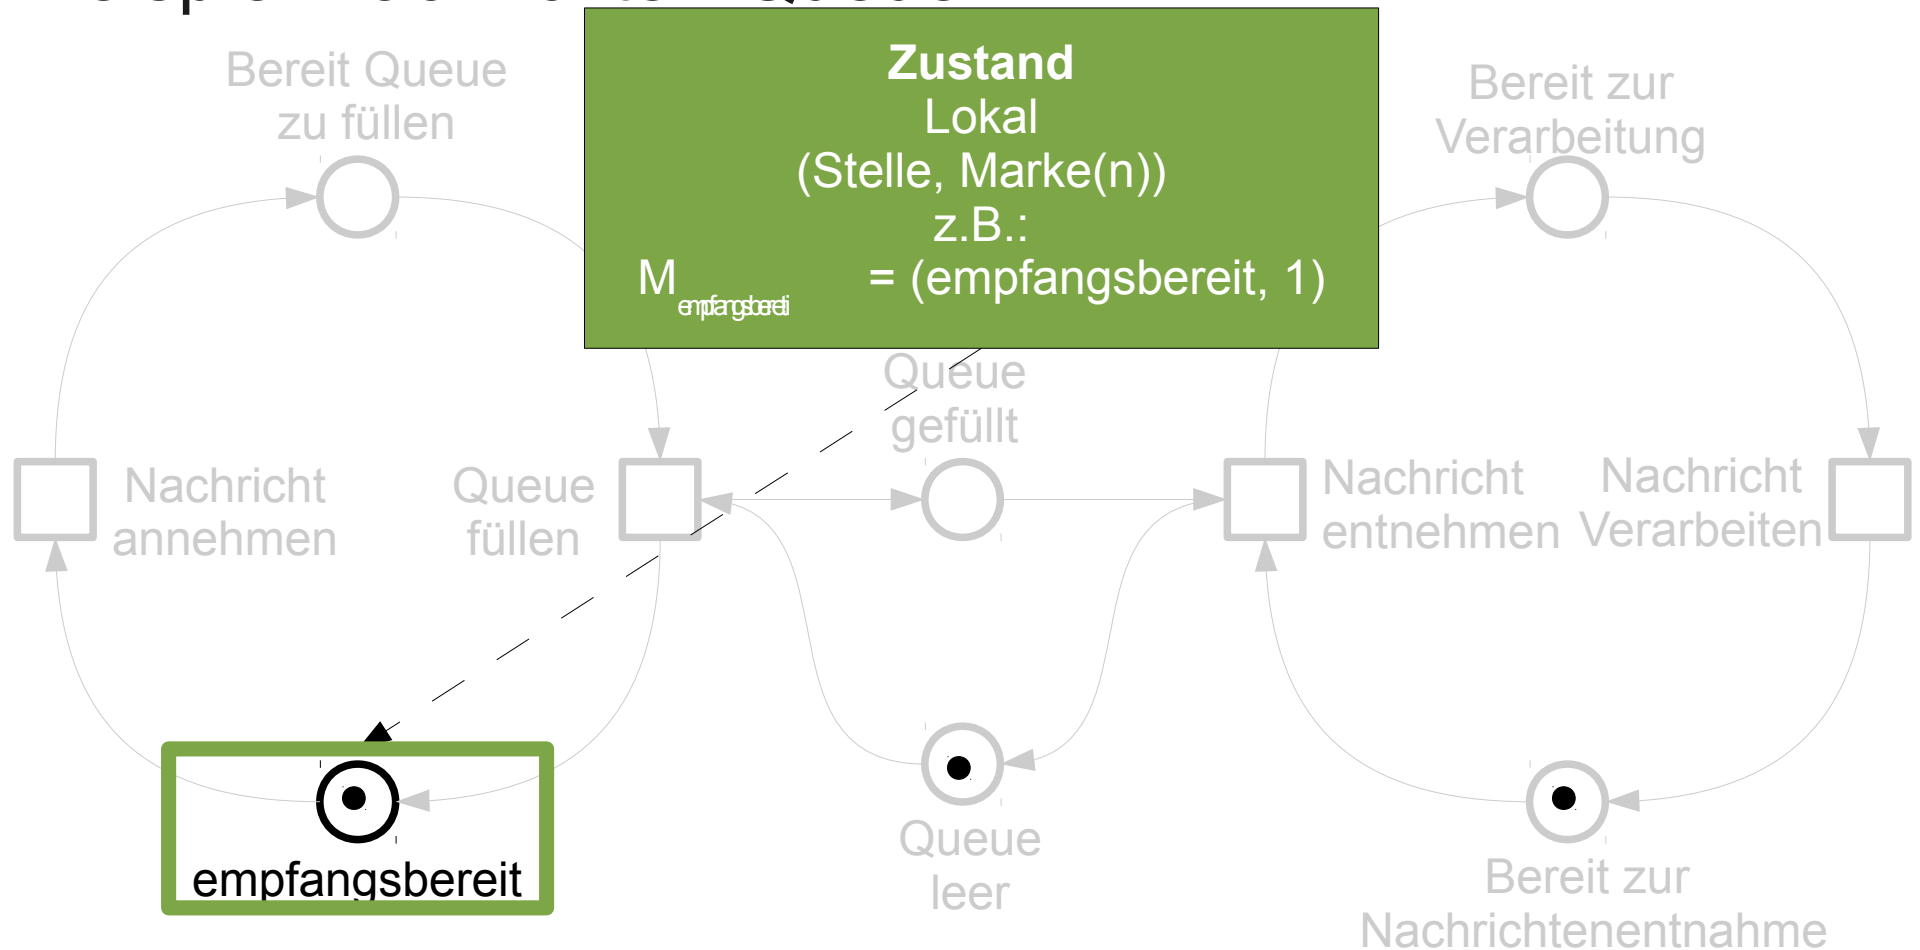 Bereit Queue
zu füllen
Zustand
Lokal
(Stelle, Marke(n))
z.B.:
M empfangsbereit = (empfangsbereit, 1)
Bereit zur
Verarbeitung
Queue
gefüllt
Nachricht
annehmen
Queue
füllen
Nachricht
entnehmen
Nachricht
Verarbeiten
empfangsbereit
Queue
leer
Bereit zur
Nachrichtenentnahme